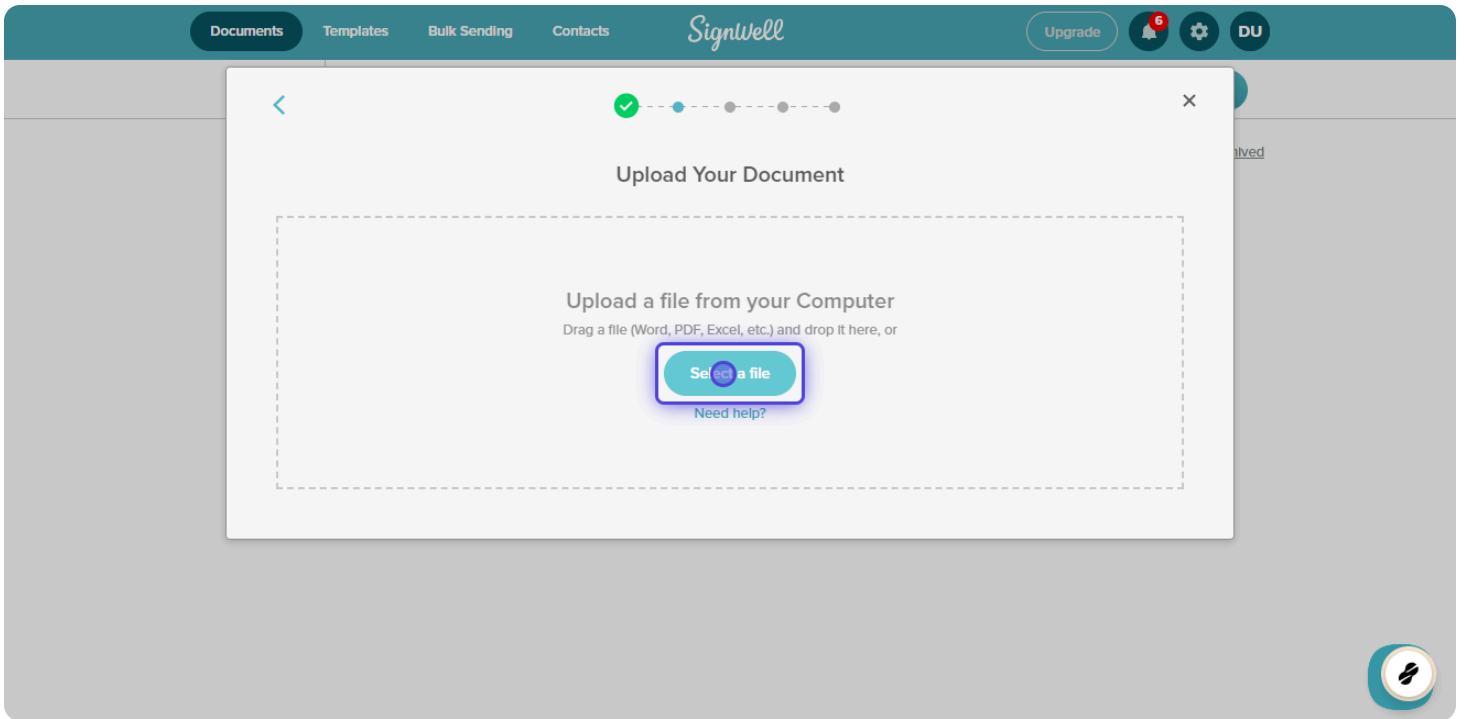 Documents Templates Bulk Sending Contacts SignWell Upgrade 6 DU
Upload Your Document
Upload a file from your Computer
Drag a file (Word, PDF, Excel, etc.) and drop it here, or
Select a file
Need help?